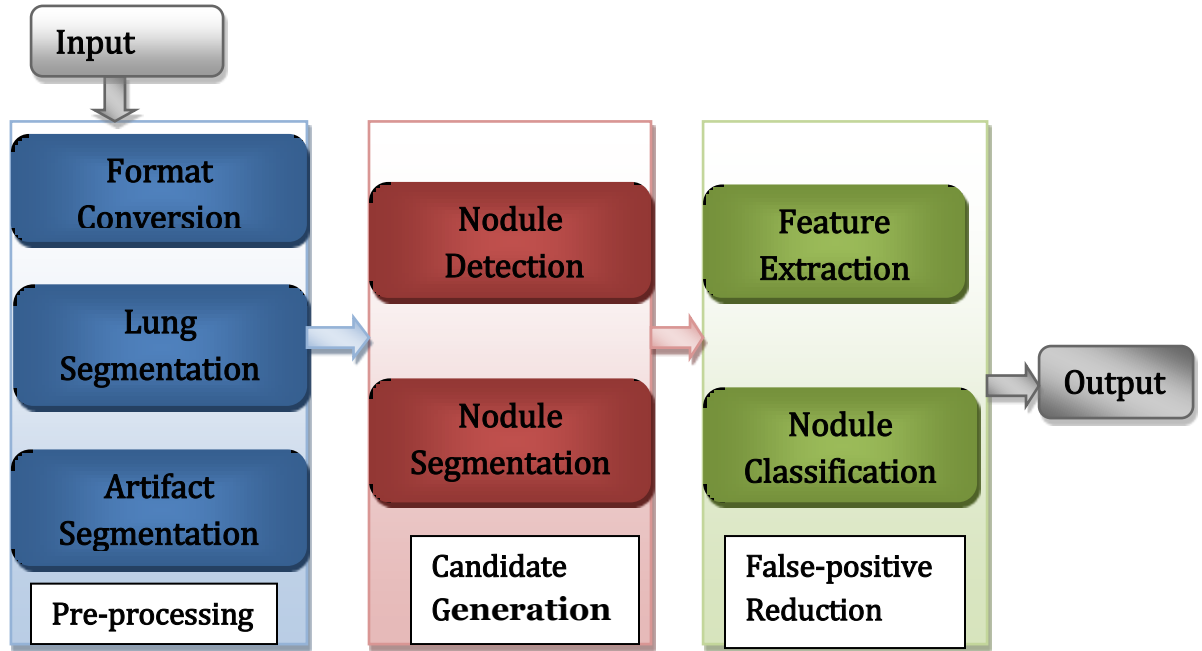 Input
Format
Conversion
Lung
Segmentation
Artifact
Segmentation
Pre-processing
Nodule
Detection
Nodule
Segmentation
Candidate
Generation
Feature
Extraction
Nodule
Classification
False-positive
Reduction
Output